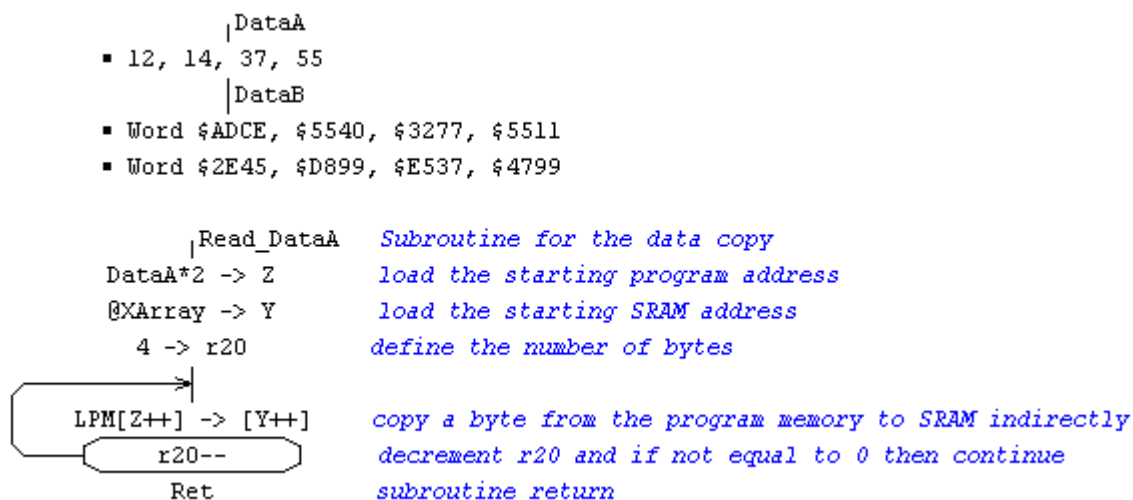 DataA
▪ 12, 14, 37, 55
DataB
▪ Word $ADCE, $5540, $3277, $5511
▪ Word $2E45, $D899, $E537, $4799
Read_DataA Subroutine for the data copy
DataA*2 -> Z load the starting program address
@XArray -> Y load the starting SRAM address
4 -> r20 define the number of bytes
LPM[Z++] -> [Y++] copy a byte from the program memory to SRAM indirectly
r20-- decrement r20 and if not equal to 0 then continue
Ret subroutine return